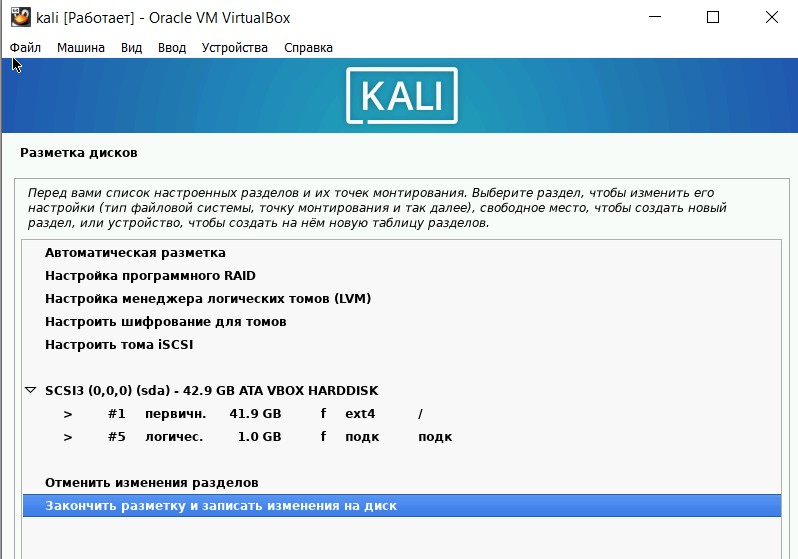 kali [Работает] - Oracle VM VirtualBox
Файл Машина Вид Ввод Устройства Справка
KALI
Разметка дисков
Перед вами список настроенных разделов и их точек монтирования. Выберите раздел, чтобы изменить его
настройки (тип файловой системы, точку монтирования и так далее), свободное место, чтобы создать новый
раздел, или устройство, чтобы создать на нём новую таблицу разделов.
Автоматическая разметка
Настройка программного RAID
Настройка менеджера логических томов (LVM)
Настроить шифрование для томов
Настроить тома iSCSI
SCSI3 (0,0,0) (sda) - 42.9 GB ATA VBOX HARDDISK
> #1 первичн. 41.9 GB f ext4 /
> #5 логичес. 1.0 GB f подк подк
Отменить изменения разделов
Закончить разметку и записать изменения на диск